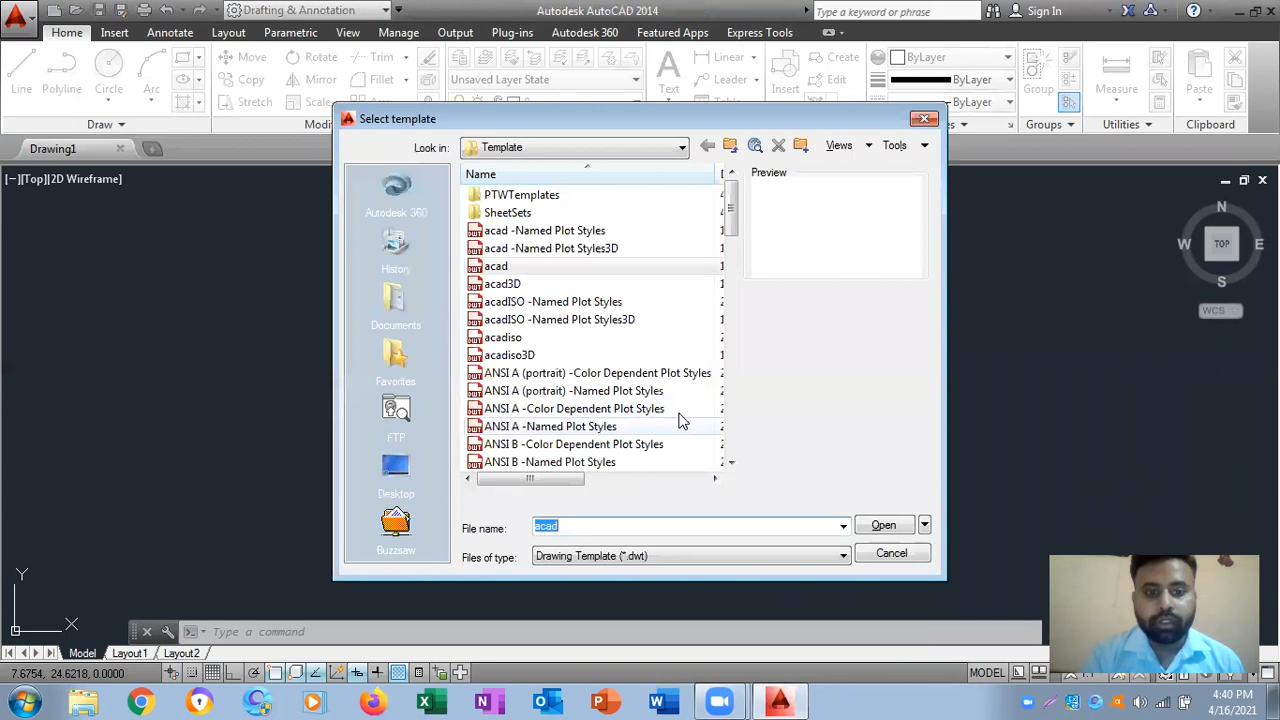 Drafting & Annotation
Autodesk AutoCAD 2014
Type a keyword or phrase
Sign In
Home
Insert
Annotate
Layout
Parametric
View
Manage
Output
Plug-ins
Autodesk 360
Featured Apps
Express Tools
Line
Polyline
Circle
Arc
Move
Rotate
Copy
Mirror
Fillet
Stretch
Scale
Unsaved Layer State
Text
Linear
Leader
Table
Insert
Create
Edit
ByLayer
ByLayer
ByLayer
Group
Measure
Paste
Draw
Groups
Utilities
Clipboard
Drawing1
[−][Top][2D Wireframe]
Select template
Look in:
Template
Views
Tools
Autodesk 360
History
Documents
Favorites
FTP
Desktop
Buzzsaw
Name
PTWTemplates
SheetSets
acad -Named Plot Styles
acad -Named Plot Styles3D
acad
acad3D
acadISO -Named Plot Styles
acadISO -Named Plot Styles3D
acadiso
acadiso3D
ANSI A (portrait) -Color Dependent Plot Styles
ANSI A (portrait) -Named Plot Styles
ANSI A -Color Dependent Plot Styles
ANSI A -Named Plot Styles
ANSI B -Color Dependent Plot Styles
ANSI B -Named Plot Styles
Preview
File name:
acad
Open
Files of type:
Drawing Template (*.dwt)
Cancel
N
W
TOP
E
S
WCS
Y
X
Type a command
Model
Layout1
Layout2
7.6754, 24.6218, 0.0000
MODEL
4:40 PM
4/16/2021